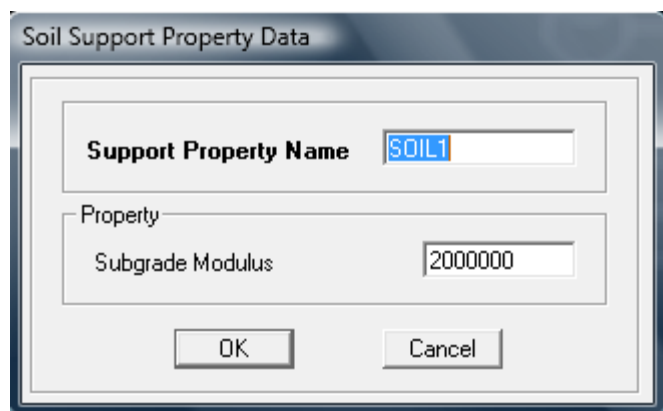 Soil Support Property Data
Support Property Name SOIL1
Property
Subgrade Modulus 2000000
OK Cancel